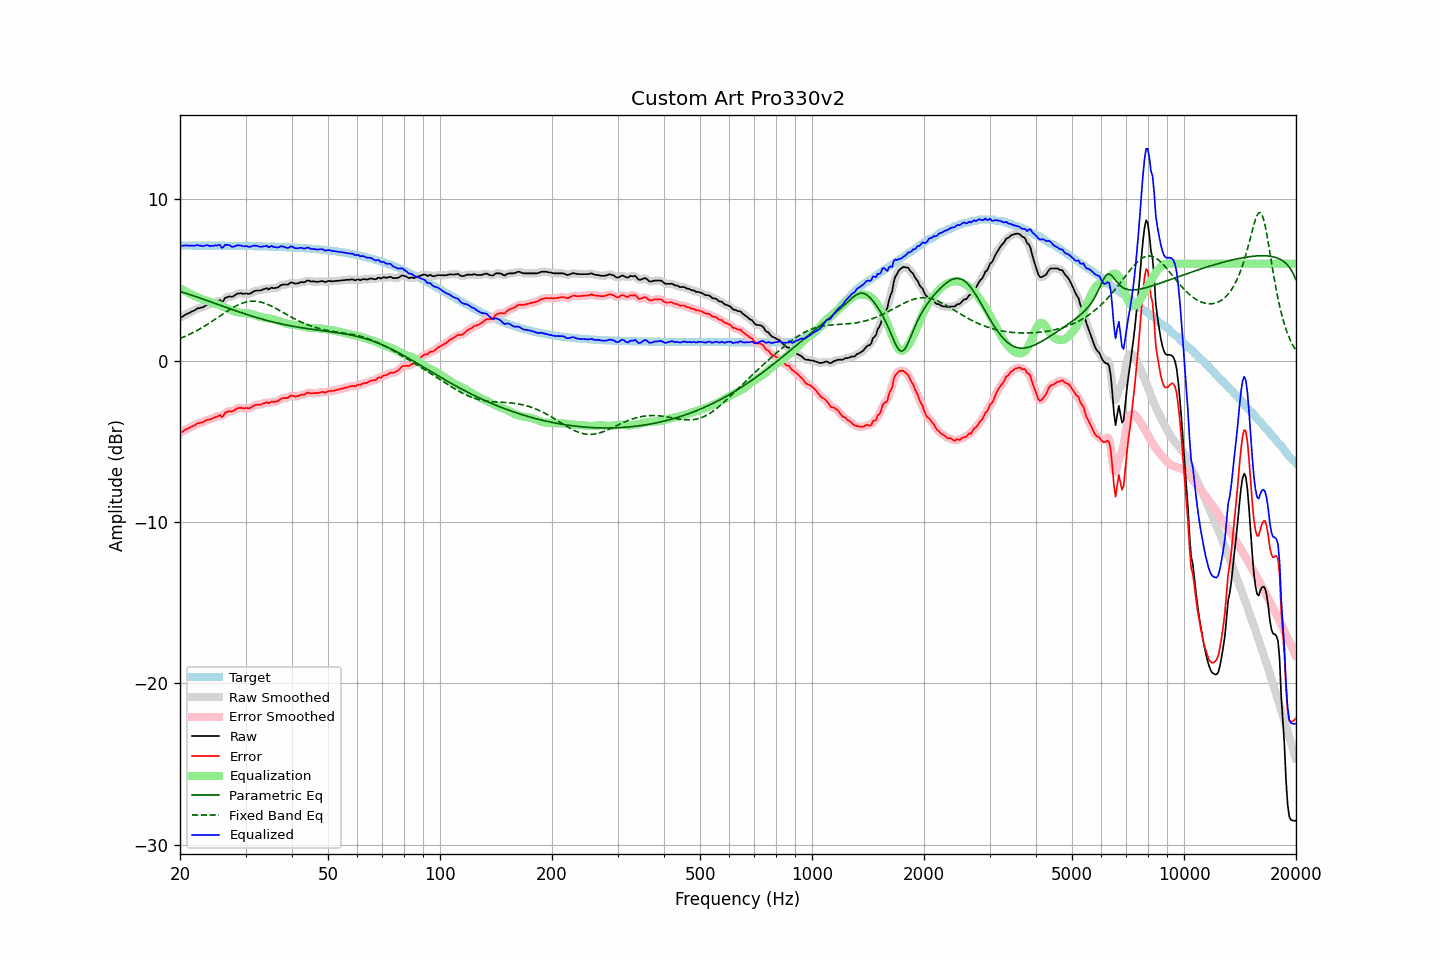 Custom Art Pro330v2
Amplitude (dBr)
10
0
−10
−20
−30
Target
Raw Smoothed
Error Smoothed
Raw
Error
Equalization
Parametric Eq
Fixed Band Eq
Equalized
20 50 100 200 500 1000 2000 5000 10000 20000
Frequency (Hz)